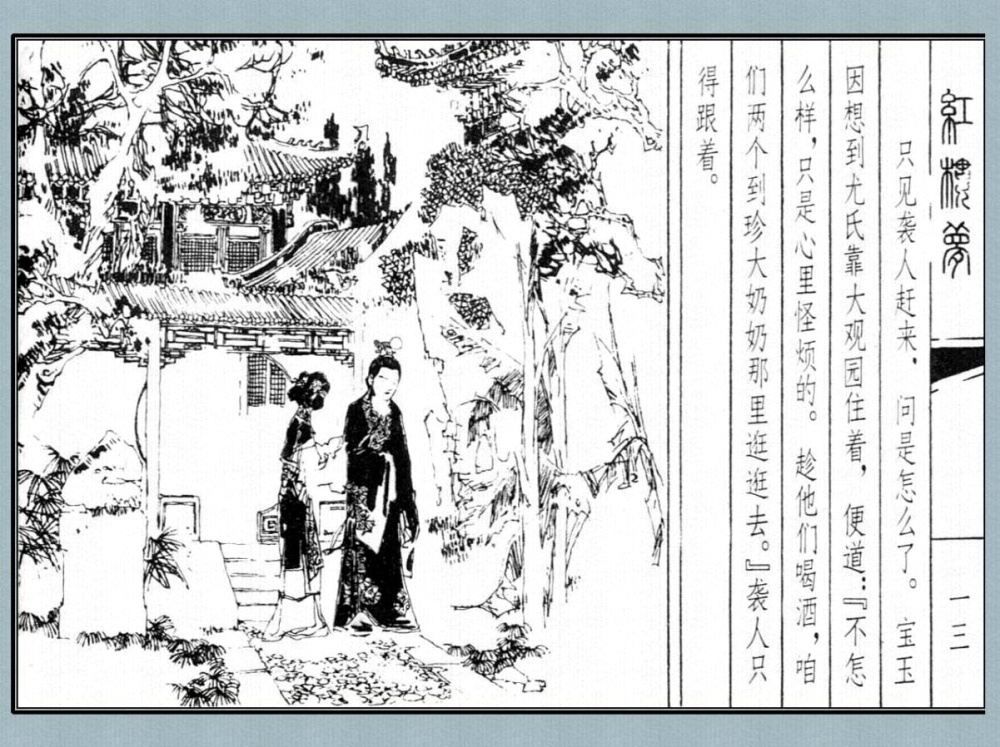 紅樓夢
一三
只见袭人赶来，问是怎么了。宝玉
因想到尤氏靠大观园住着，便道：『不怎
么样，只是心里怪烦的。趁他们喝酒，咱
们两个到珍大奶奶那里逛逛去。』袭人只
得跟着。